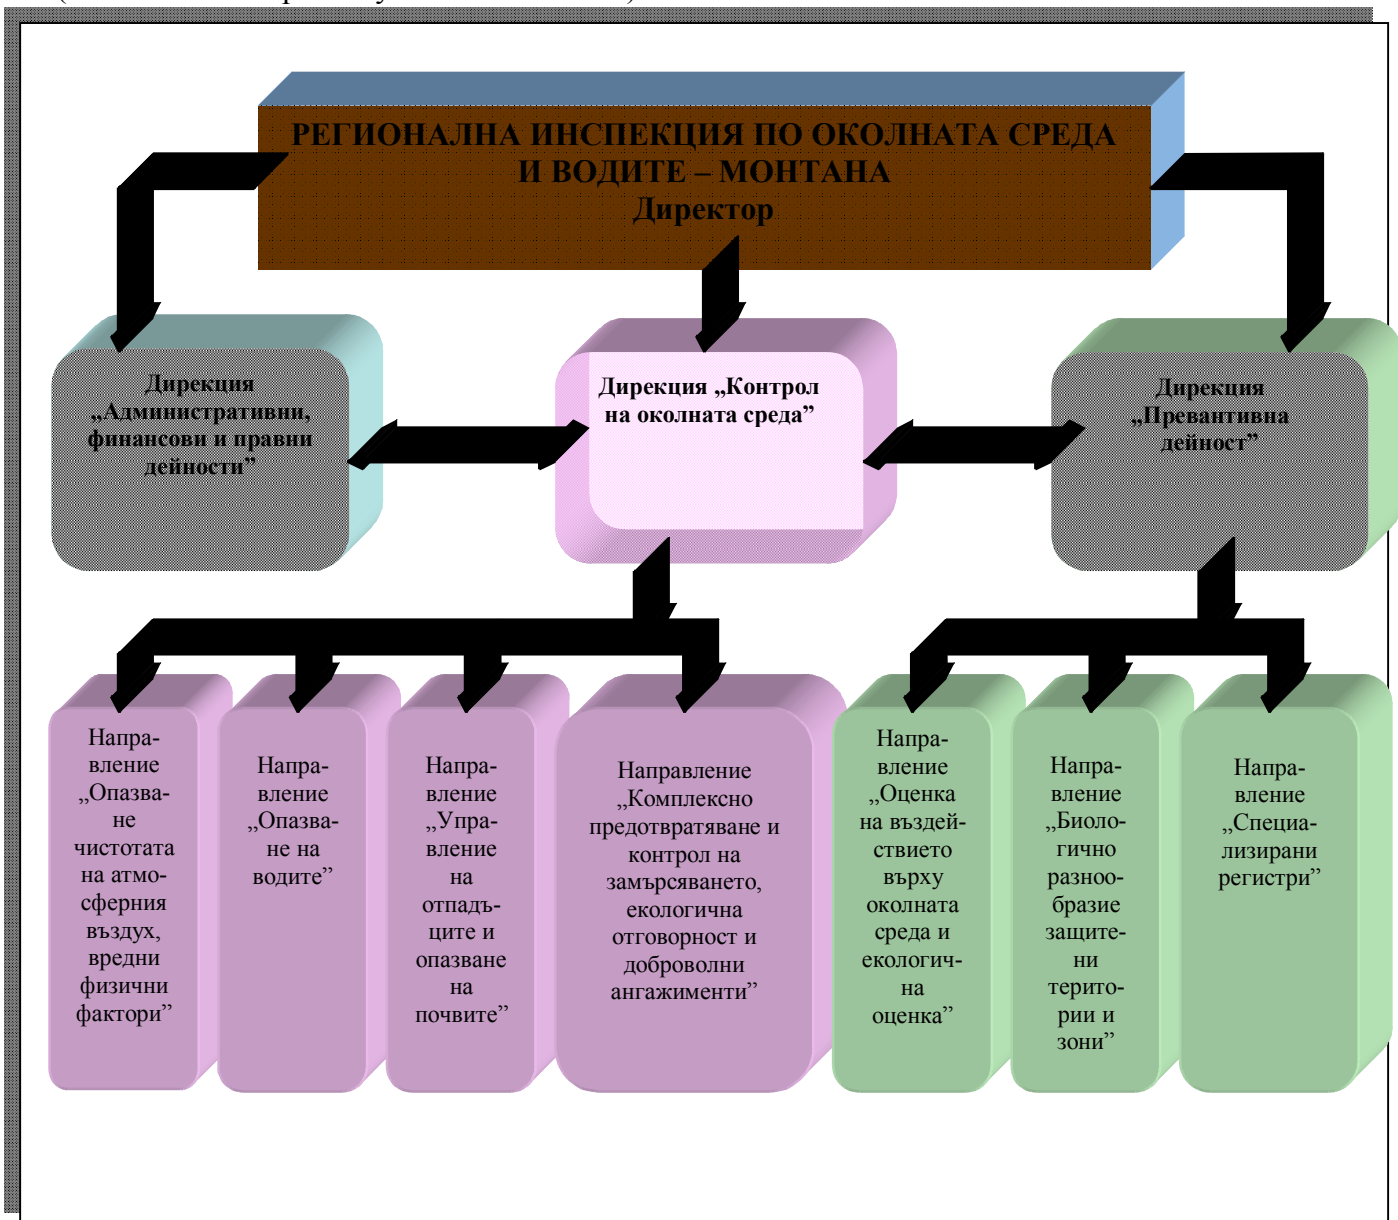 РЕГИОНАЛНА ИНСПЕКЦИЯ ПО ОКОЛНАТА СРЕДА
И ВОДИТЕ – МОНТАНА
Директор
Дирекция
„Административни,
финансови и правни
дейности”
Дирекция „Контрол
на околната среда”
Дирекция
„Превантивна
дейност”
Напра-
вление
„Опазва-
не
чистотата
на атмо-
сферния
въздух,
вредни
физични
фактори”
Напра-
вление
„Опазва-
не на
водите”
Напра-
вление
„Упра-
вление
на
отпадъ-
ците и
опазване
на
почвите”
Направление
„Комплексно
предотвратяване и
контрол на
замърсяването,
екологична
отговорност и
доброволни
ангажименти”
Напра-
вление
„Оценка
на въздей-
ствието
върху
околната
среда и
екологич-
на
оценка”
Напра-
вление
„Биоло-
гично
разноо-
бразие
защите-
ни
терито-
рии и
зони”
Напра-
вление
„Специа-
лизирани
регистри”